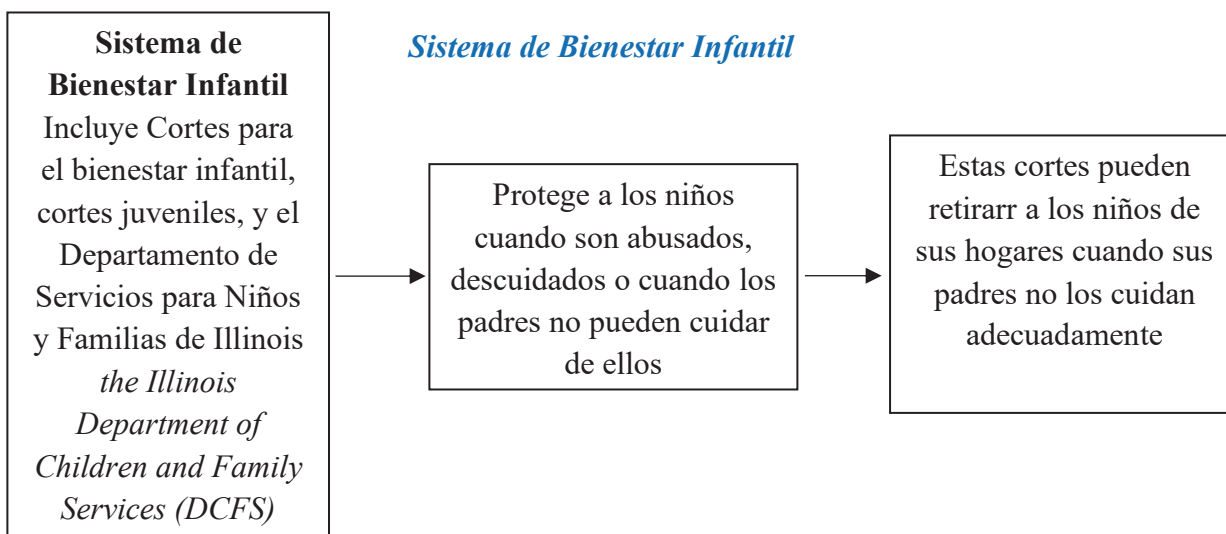 Sistema de Bienestar Infantil
Sistema de
Bienestar Infantil
Incluye Cortes para
el bienestar infantil,
cortes juveniles, y el
Departamento de
Servicios para Niños
y Familias de Illinois
the Illinois
Department of
Children and Family
Services (DCFS)
Protege a los niños
cuando son abusados,
descuidados o cuando los
padres no pueden cuidar
de ellos
Estas cortes pueden
retirarr a los niños de
sus hogares cuando sus
padres no los cuidan
adecuadamente